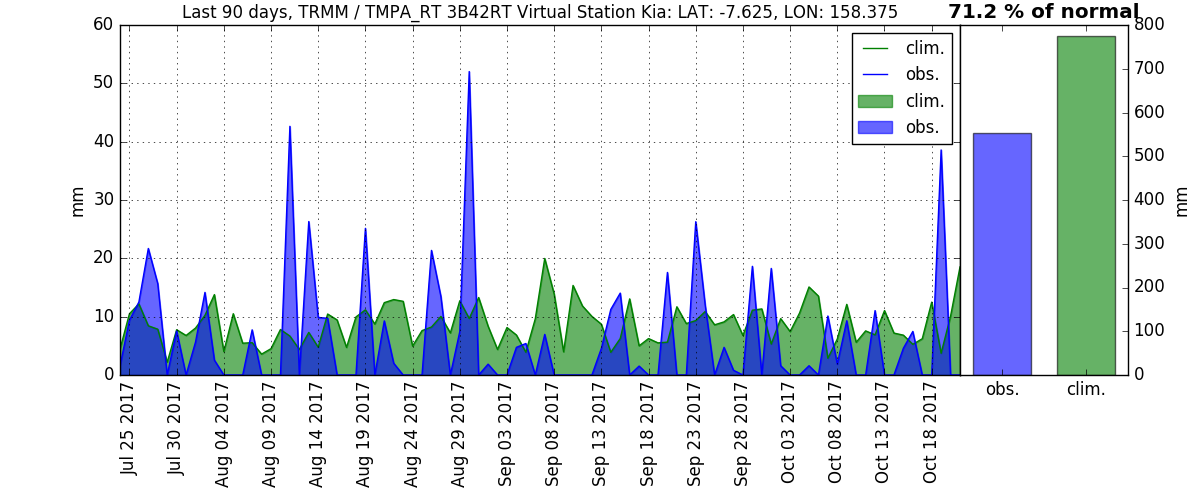 Last 90 days, TRMM / TMPA_RT 3B42RT Virtual Station Kia: LAT: -7.625, LON: 158.375
71.2 % of normal
60
50
40
30
20
10
0
mm
clim.
obs.
clim.
obs.
800
700
600
500
400
300
200
100
0
mm
obs.
clim.
Jul 25 2017
Jul 30 2017
Aug 04 2017
Aug 09 2017
Aug 14 2017
Aug 19 2017
Aug 24 2017
Aug 29 2017
Sep 03 2017
Sep 08 2017
Sep 13 2017
Sep 18 2017
Sep 23 2017
Sep 28 2017
Oct 03 2017
Oct 08 2017
Oct 13 2017
Oct 18 2017